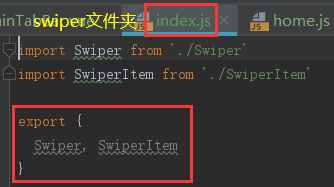 ainTab swiper文件夹 index.js × home.js
import Swiper from './Swiper'
import SwiperItem from './SwiperItem'
export {
Swiper, SwiperItem
}